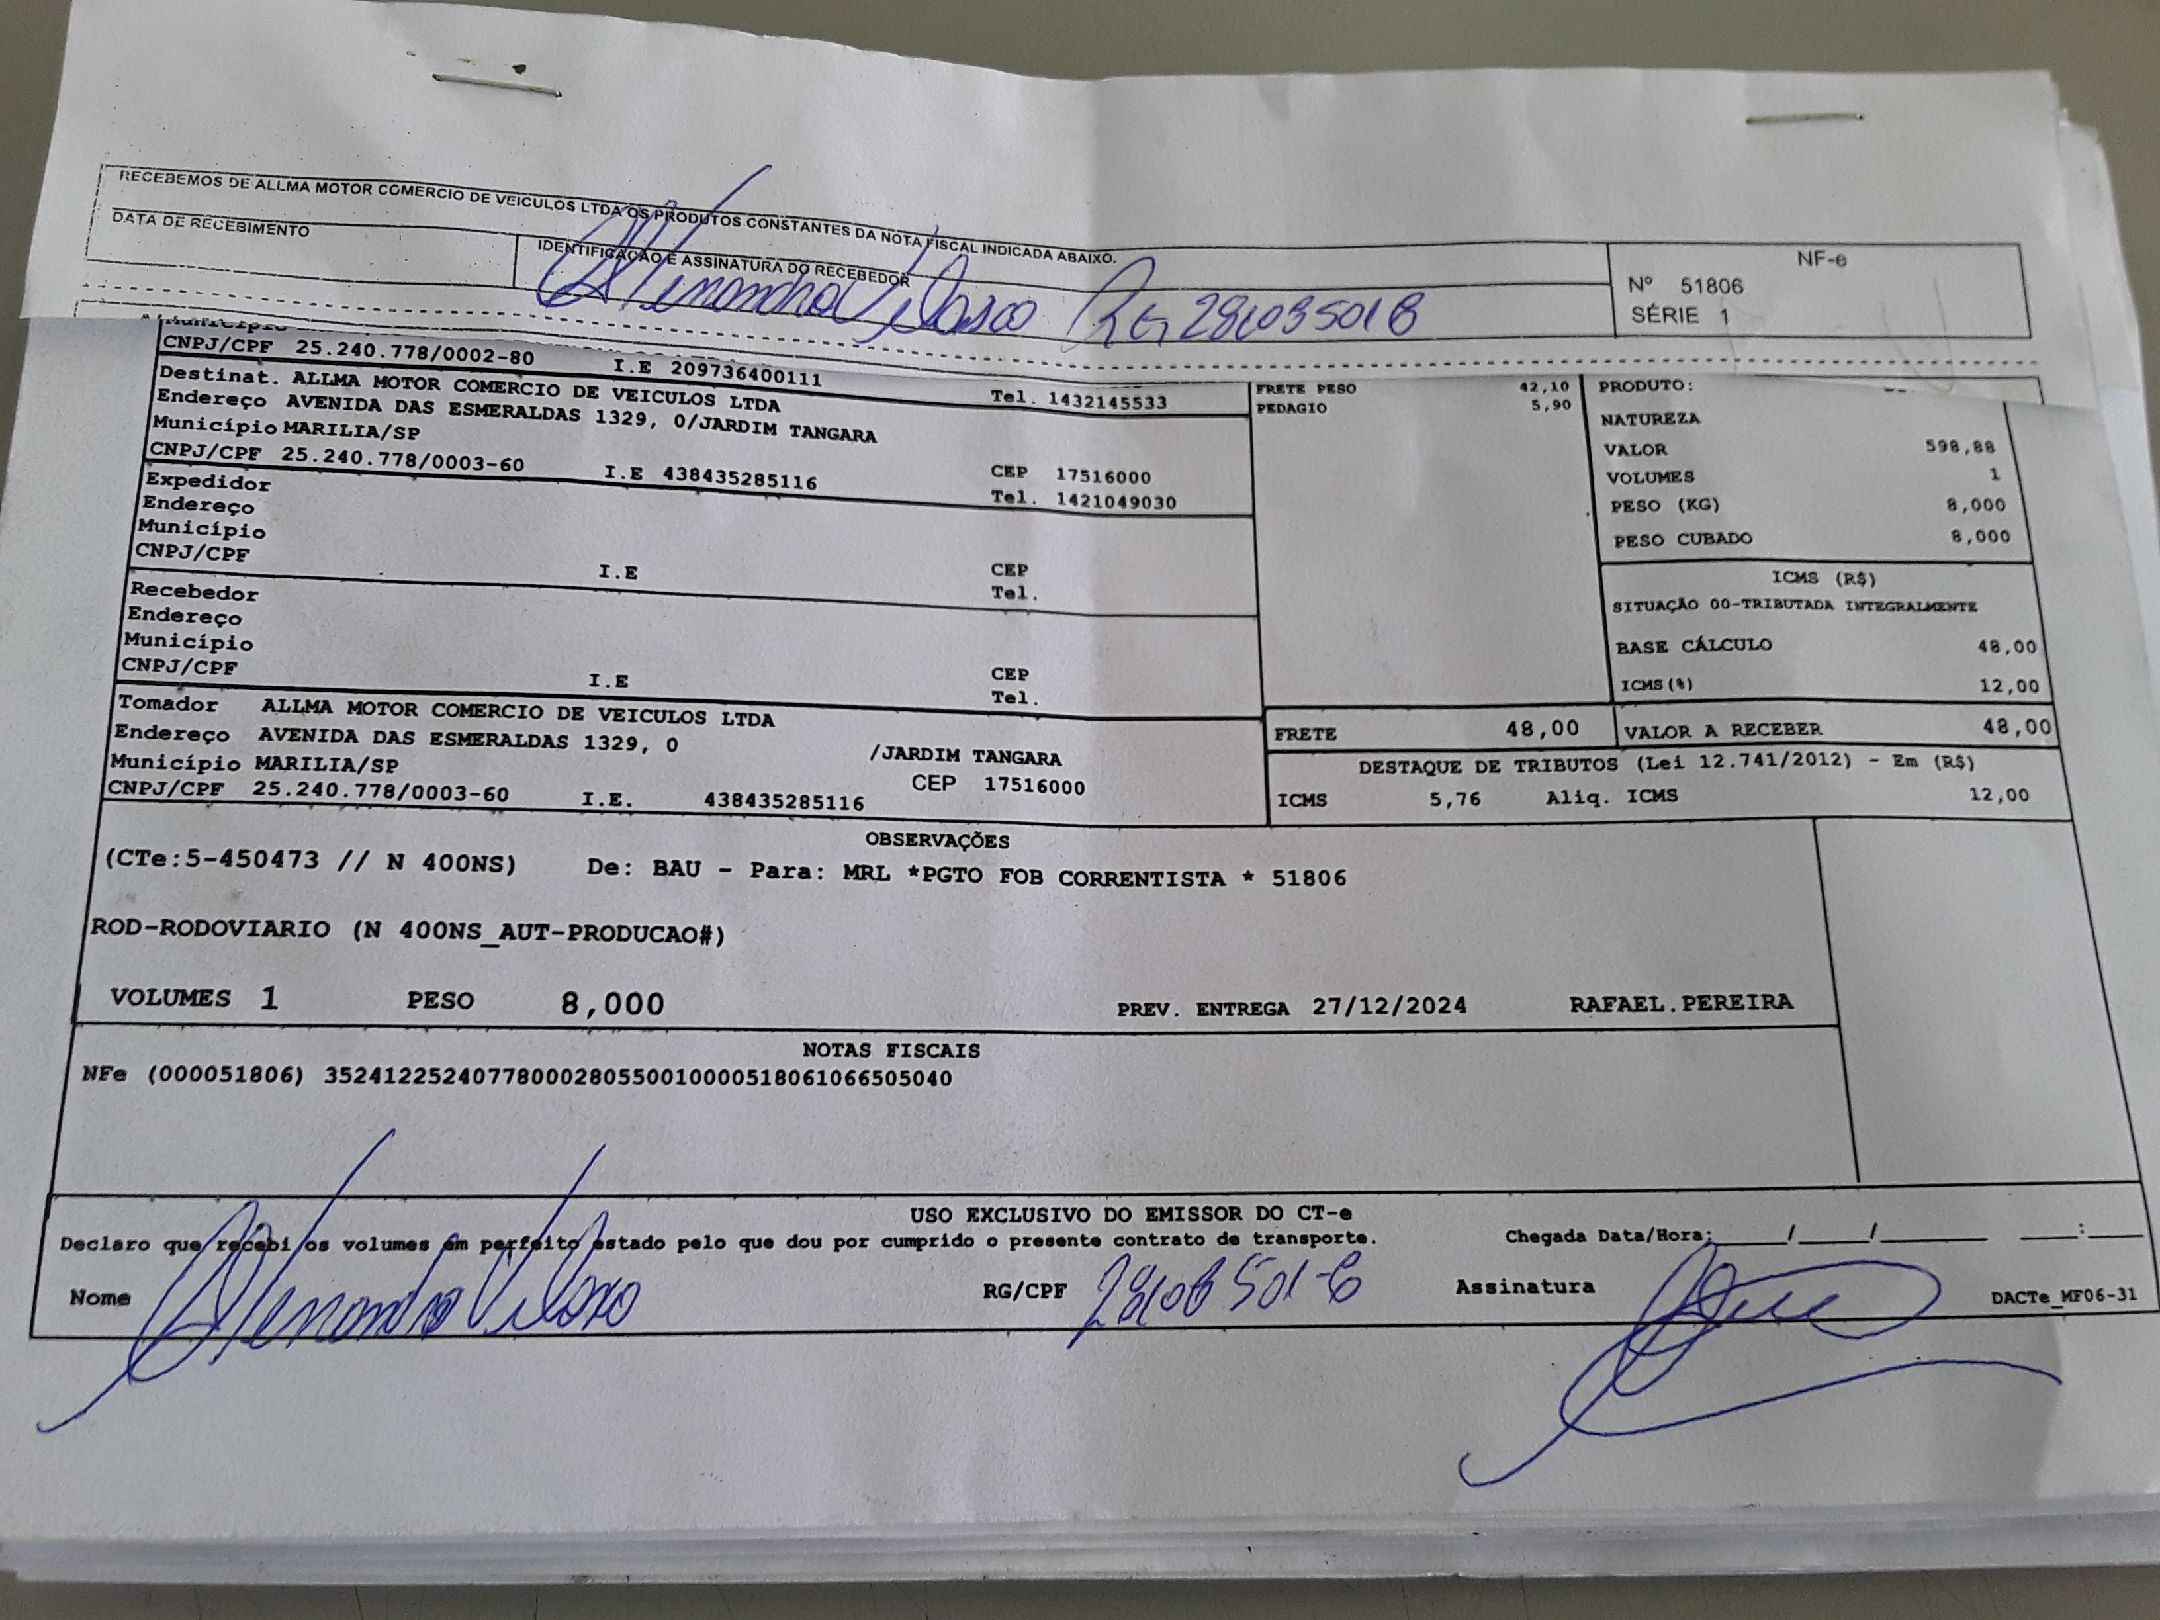 RECEBEMOS DE ALLMA MOTOR COMERCIO DE VEICULOS LTDA OS PRODUTOS CONSTANTES DA NOTA FISCAL INDICADA ABAIXO.
DATA DE RECEBIMENTO
IDENTIFICAÇÃO E ASSINATURA DO RECEBEDOR
NF-e
Nº 51806
SÉRIE 1
CNPJ/CPF 25.240.778/0002-80 I.E 209736400111 Tel. 1432145533
Destinat. ALLMA MOTOR COMERCIO DE VEICULOS LTDA
Endereço AVENIDA DAS ESMERALDAS 1329, 0/JARDIM TANGARA
Município MARILIA/SP CEP 17516000
CNPJ/CPF 25.240.778/0003-60 I.E 438435285116 Tel. 1421049030
Expedidor
Endereço
Município CEP
CNPJ/CPF I.E Tel.
Recebedor
Endereço
Município CEP
CNPJ/CPF I.E Tel.
Tomador ALLMA MOTOR COMERCIO DE VEICULOS LTDA
Endereço AVENIDA DAS ESMERALDAS 1329, 0 /JARDIM TANGARA
Município MARILIA/SP CEP 17516000
CNPJ/CPF 25.240.778/0003-60 I.E. 438435285116
FRETE PESO 42,10
PEDAGIO 5,90
PRODUTO:
NATUREZA
VALOR 598,88
VOLUMES 1
PESO (KG) 8,000
PESO CUBADO 8,000
ICMS (R$)
SITUAÇÃO 00-TRIBUTADA INTEGRALMENTE
BASE CÁLCULO 48,00
ICMS(%) 12,00
FRETE 48,00 VALOR A RECEBER 48,00
DESTAQUE DE TRIBUTOS (Lei 12.741/2012) - Em (R$)
ICMS 5,76 Aliq. ICMS 12,00
OBSERVAÇÕES
(CTe:5-450473 // N 400NS) De: BAU - Para: MRL *PGTO FOB CORRENTISTA * 51806
ROD-RODOVIARIO (N 400NS_AUT-PRODUCAO#)
VOLUMES 1 PESO 8,000 PREV. ENTREGA 27/12/2024 RAFAEL.PEREIRA
NOTAS FISCAIS
NFe (000051806) 35241225240778000280550010000518061066505040
USO EXCLUSIVO DO EMISSOR DO CT-e
Declaro que recebi os volumes em perfeito estado pelo que dou por cumprido o presente contrato de transporte. Chegada Data/Hora:____/____/______ ___:___
Nome RG/CPF Assinatura DACTe_MF06-31